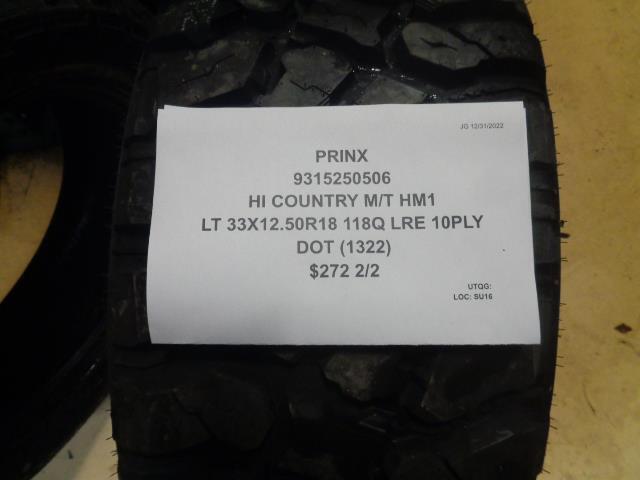 JG 12/31/2022
PRINX
9315250506
HI COUNTRY M/T HM1
LT 33X12.50R18 118Q LRE 10PLY
DOT (1322)
$272 2/2
UTQG:
LOC: SU16